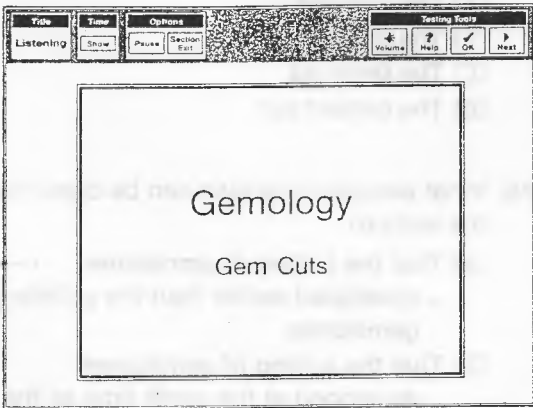 Title
Listening
Time
Show
Options
Pause
Section
Exit
Testing Tools
Volume
Help
OK
Next
Gemology
Gem Cuts